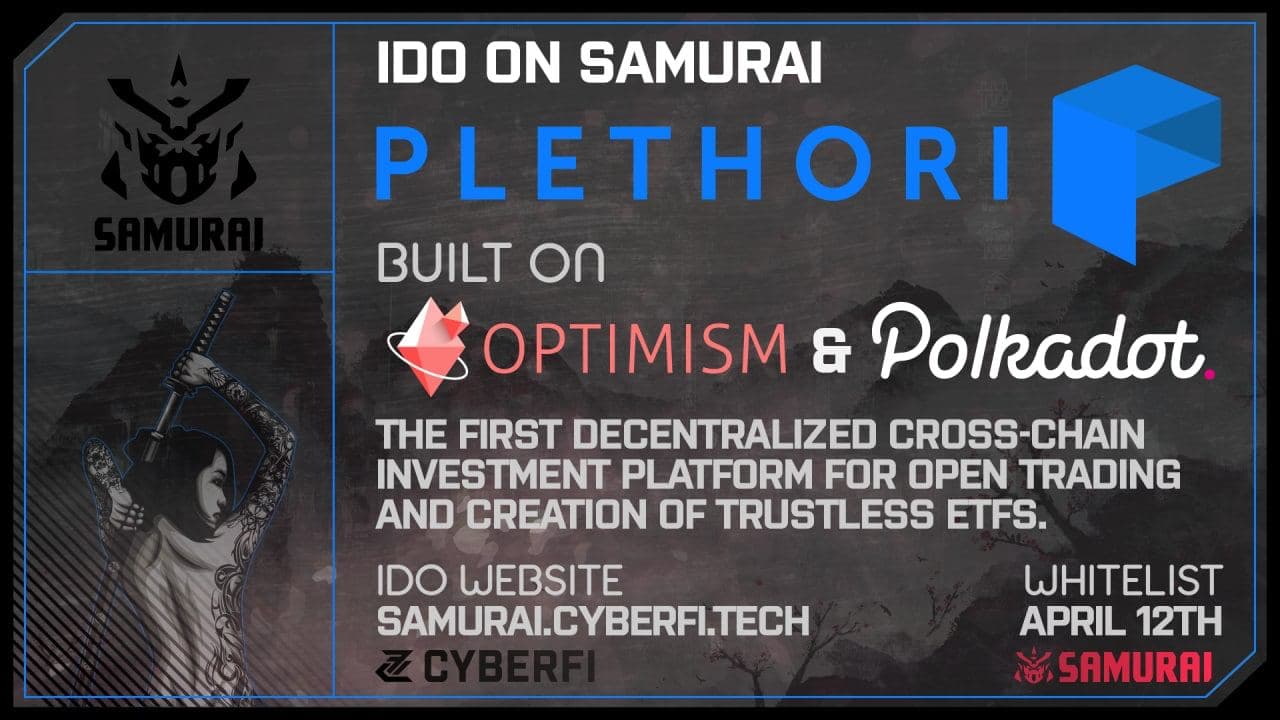 SAMURAI
IDO ON SAMURAI
PLETHORI
BUILT ON
OPTIMISM & Polkadot.
THE FIRST DECENTRALIZED CROSS-CHAIN
INVESTMENT PLATFORM FOR OPEN TRADING
AND CREATION OF TRUSTLESS ETFS.
IDO WEBSITE
SAMURAI.CYBERFI.TECH
CYBERFI
WHITELIST
APRIL 12TH
SAMURAI